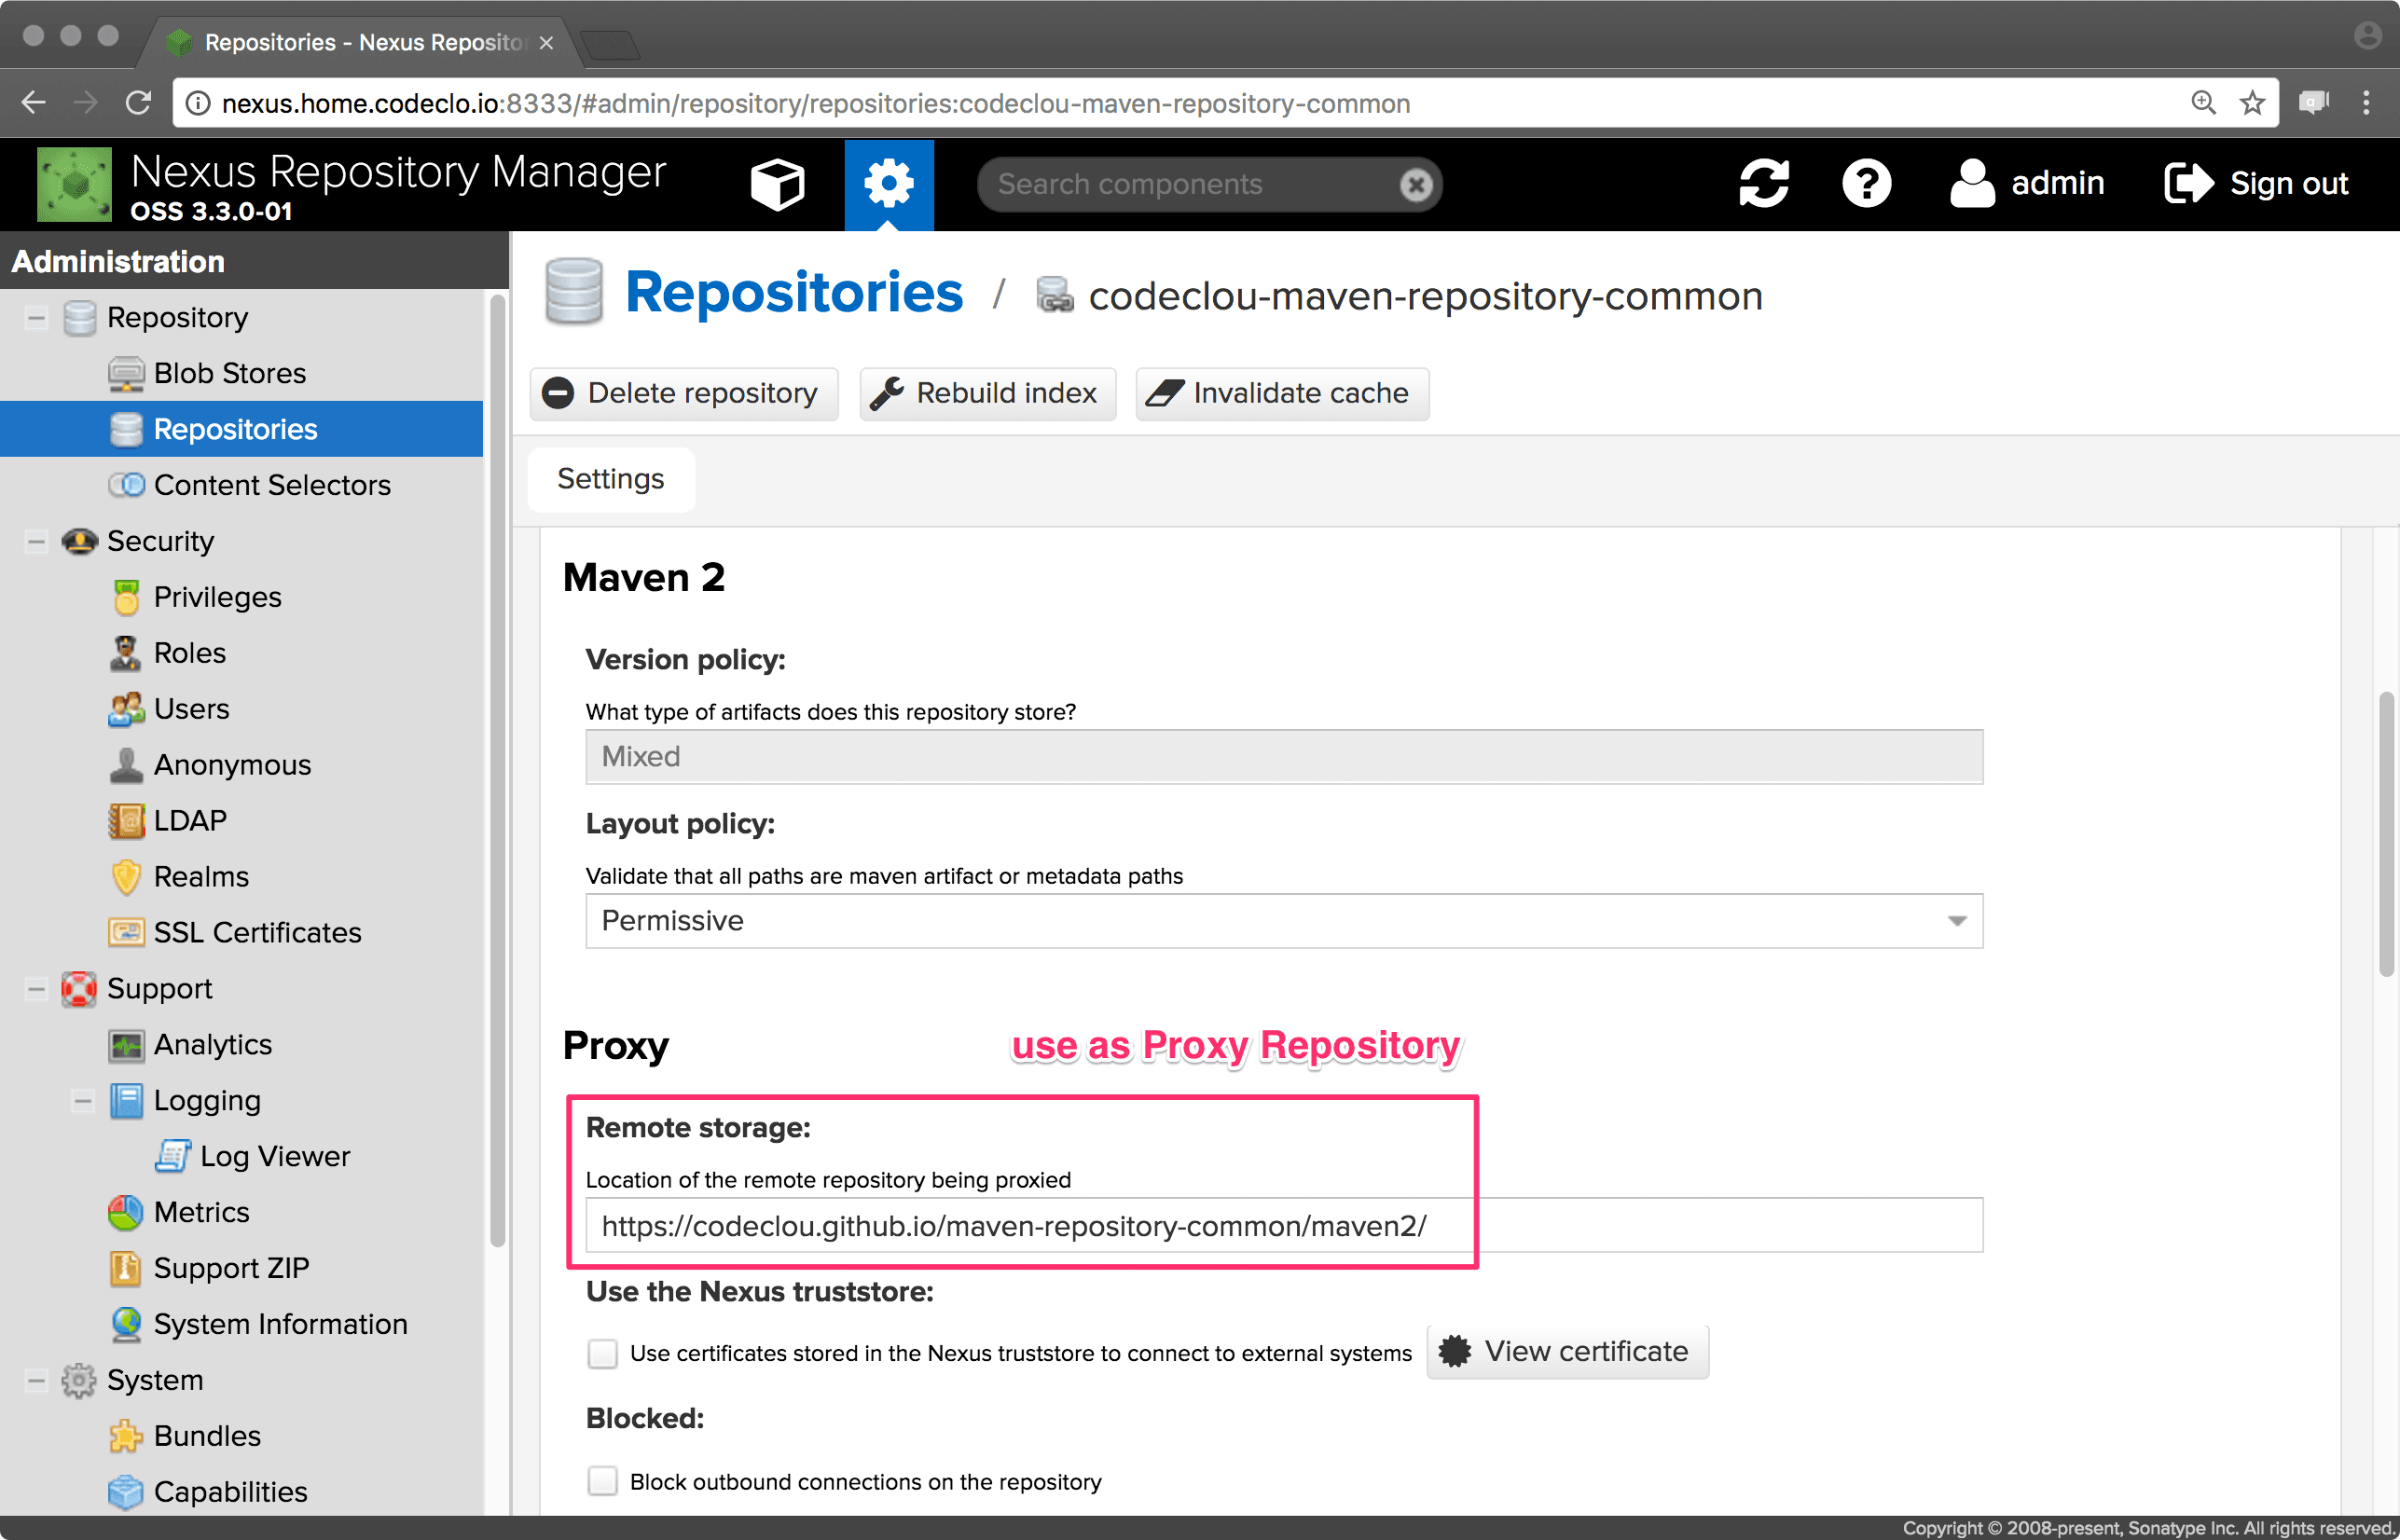 Repositories - Nexus Repositor
nexus.home.codeclo.io:8333/#admin/repository/repositories:codeclou-maven-repository-common
Nexus Repository Manager
OSS 3.3.0-01
Search components
admin
Sign out
Administration
Repository
Blob Stores
Repositories
Content Selectors
Security
Privileges
Roles
Users
Anonymous
LDAP
Realms
SSL Certificates
Support
Analytics
Logging
Log Viewer
Metrics
Support ZIP
System Information
System
Bundles
Capabilities
Repositories / codeclou-maven-repository-common
Delete repository
Rebuild index
Invalidate cache
Settings
Maven 2
Version policy:
What type of artifacts does this repository store?
Mixed
Layout policy:
Validate that all paths are maven artifact or metadata paths
Permissive
Proxy
use as Proxy Repository
Remote storage:
Location of the remote repository being proxied
https://codeclou.github.io/maven-repository-common/maven2/
Use the Nexus truststore:
Use certificates stored in the Nexus truststore to connect to external systems
View certificate
Blocked:
Block outbound connections on the repository
Copyright © 2008-present, Sonatype Inc. All rights reserved.